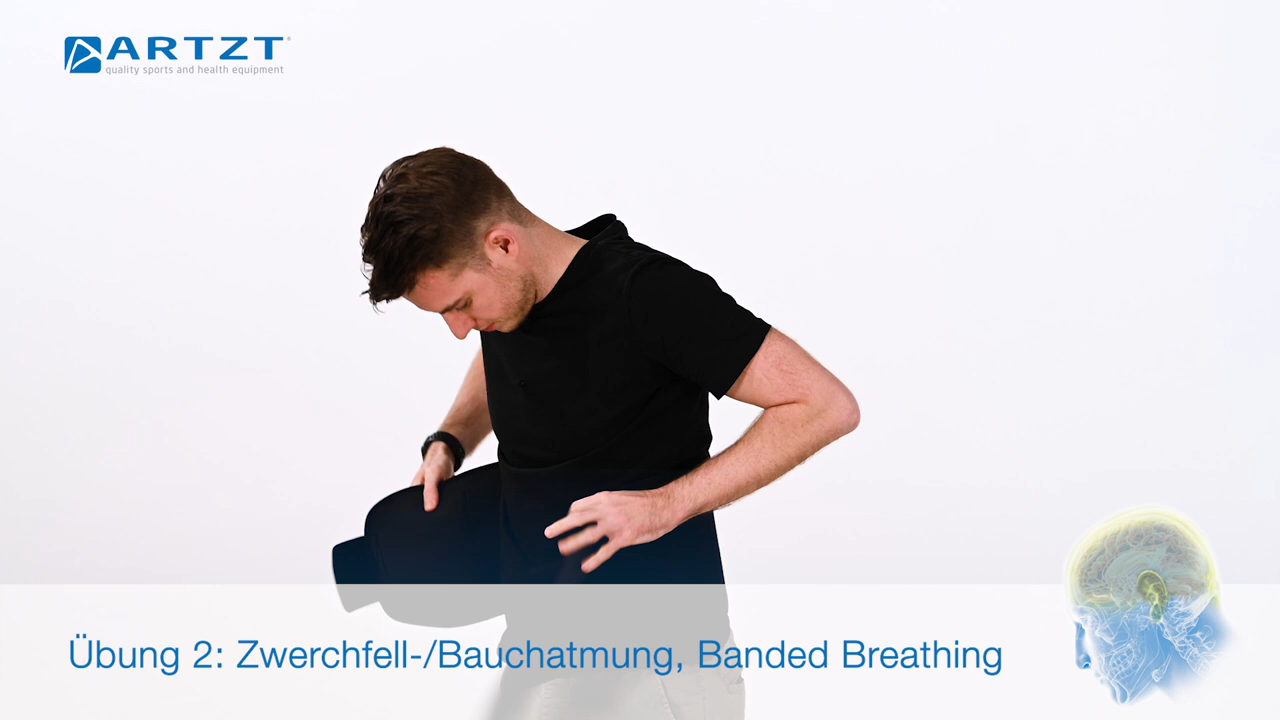 ARTZT
quality sports and health equipment
Übung 2: Zwerchfell-/Bauchatmung, Banded Breathing